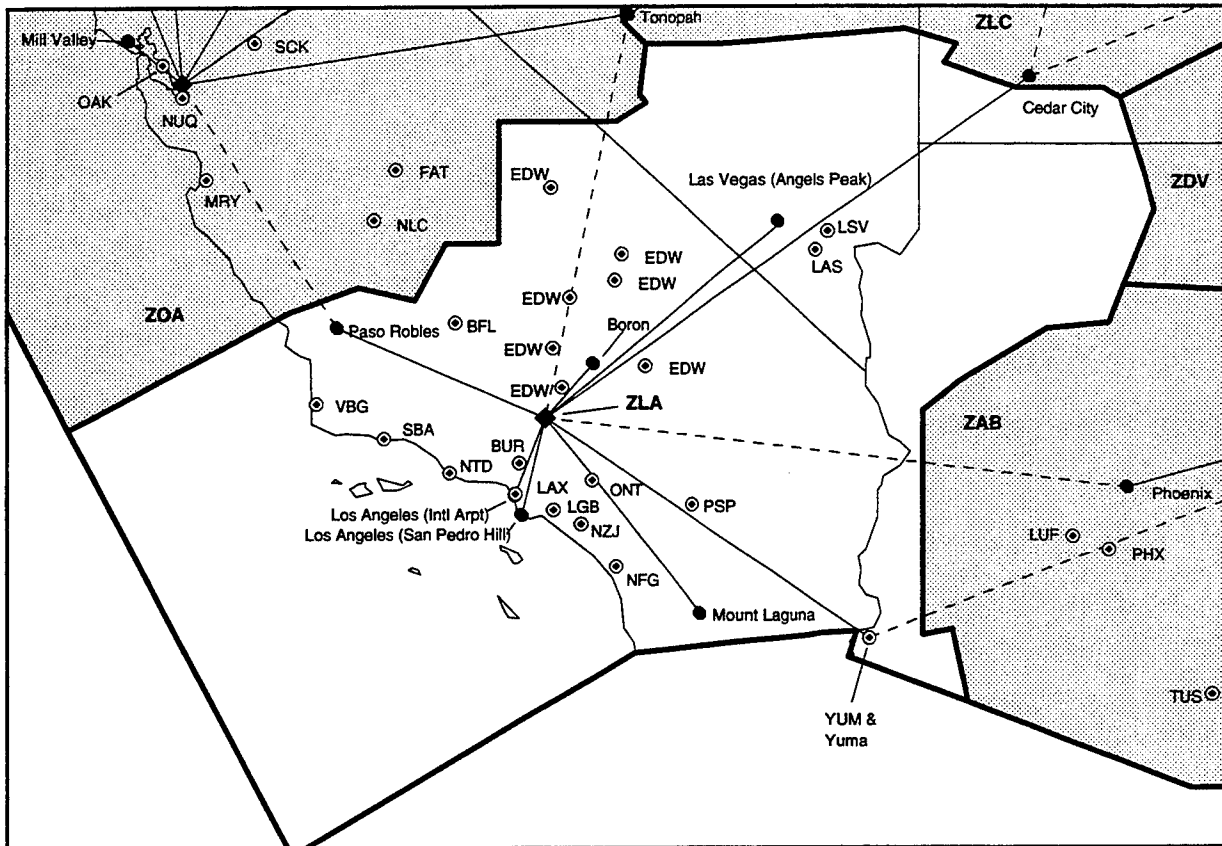 Tonopah
ZLC
Mill Valley
SCK
OAK
NUQ
Cedar City
FAT
EDW
Las Vegas (Angels Peak)
ZDV
MRY
NLC
LSV
LAS
EDW
EDW
EDW
ZOA
Paso Robles
BFL
Boron
EDW
EDW
EDW/
ZLA
VBG
ZAB
SBA
BUR
NTD
LAX
ONT
PSP
Phoenix
Los Angeles (Intl Arpt)
LGB
Los Angeles (San Pedro Hill)
NZJ
LUF
PHX
NFG
Mount Laguna
TUS
YUM &
Yuma